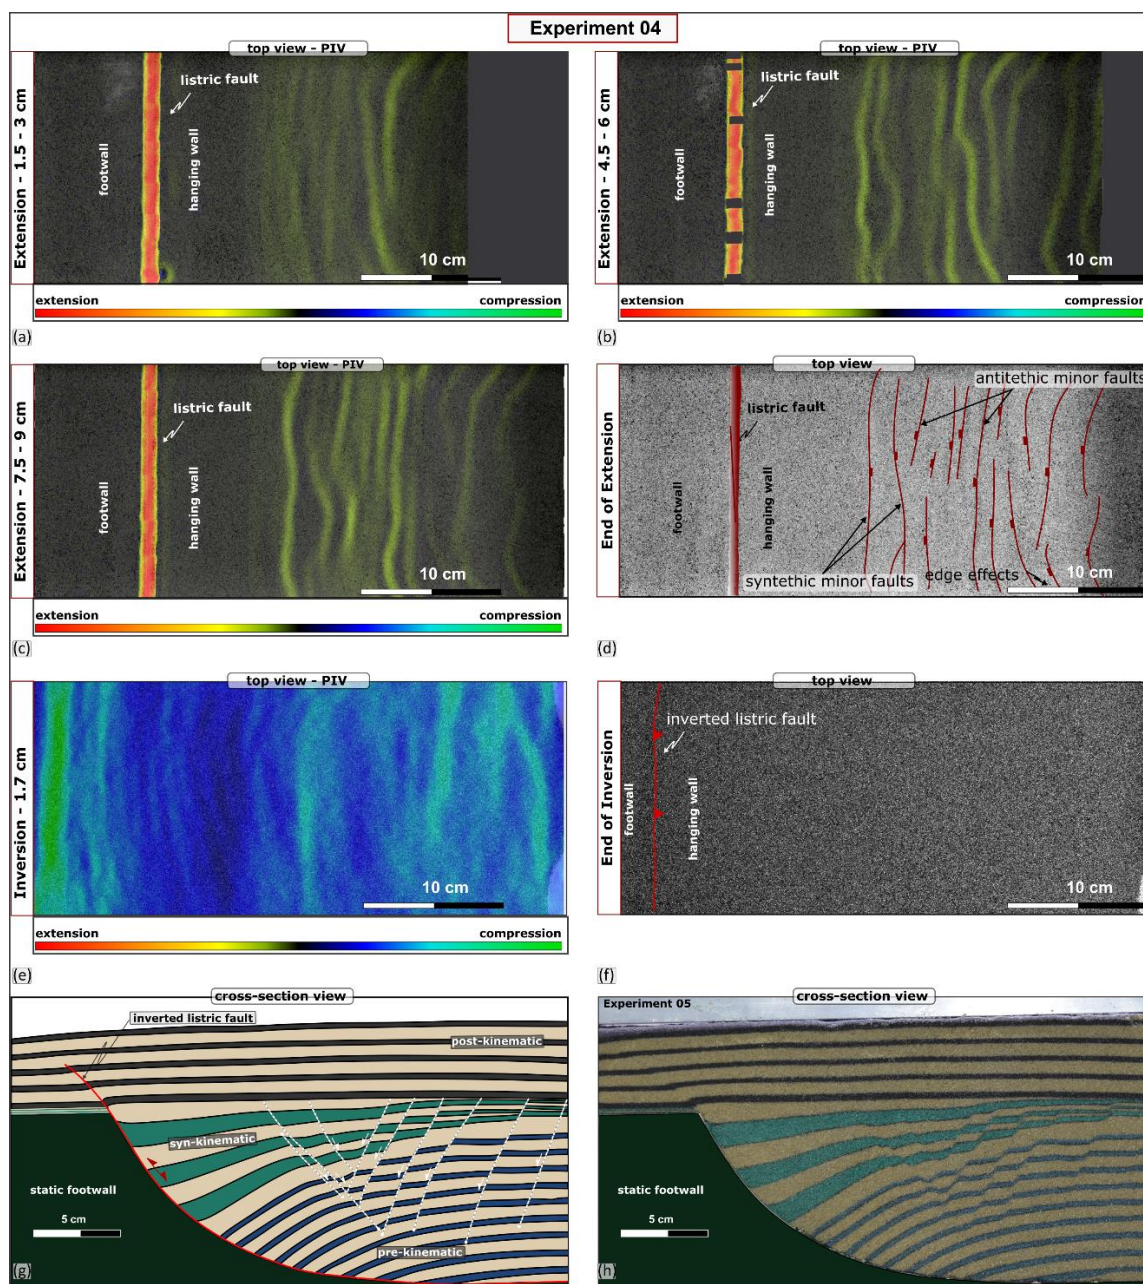 Experiment 04
top view - PIV
Extension - 1.5 - 3 cm
listric fault
footwall
hanging wall
10 cm
extension
compression
(a)
top view - PIV
Extension - 4.5 - 6 cm
listric fault
footwall
hanging wall
10 cm
extension
compression
(b)
top view - PIV
Extension - 7.5 - 9 cm
listric fault
footwall
hanging wall
10 cm
extension
compression
(c)
top view
End of Extension
antitethic minor faults
listric fault
footwall
hanging wall
syntethic minor faults
edge effects
10 cm
(d)
top view - PIV
Inversion - 1.7 cm
10 cm
extension
compression
(e)
top view
End of Inversion
inverted listric fault
footwall
hanging wall
10 cm
(f)
cross-section view
inverted listric fault
post-kinematic
syn-kinematic
static footwall
5 cm
pre-kinematic
(g)
cross-section view
Experiment 05
static footwall
5 cm
(h)